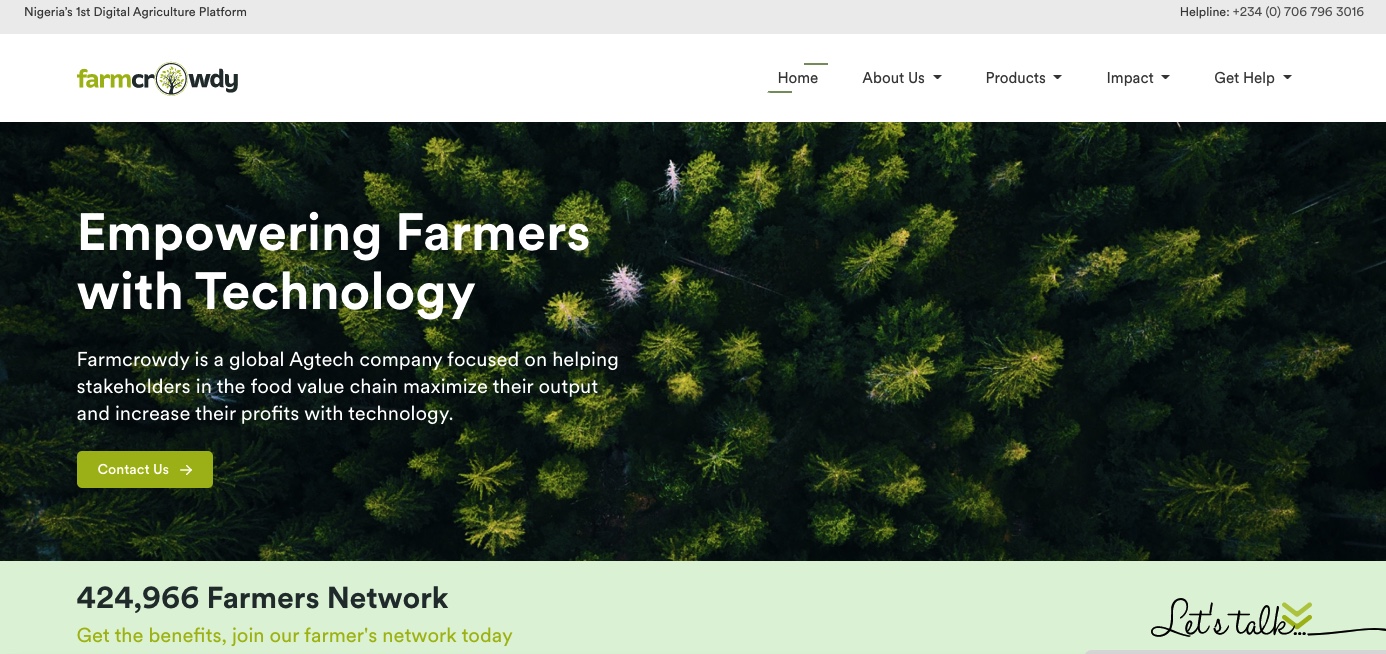 Nigeria's 1st Digital Agriculture Platform
Helpline: +234 (0) 706 796 3016
farmcrowdy
Home
About Us
Products
Impact
Get Help
Empowering Farmers
with Technology
Farmcrowdy is a global Agtech company focused on helping
stakeholders in the food value chain maximize their output
and increase their profits with technology.
Contact Us
424,966 Farmers Network
Get the benefits, join our farmer's network today
Let's talk...